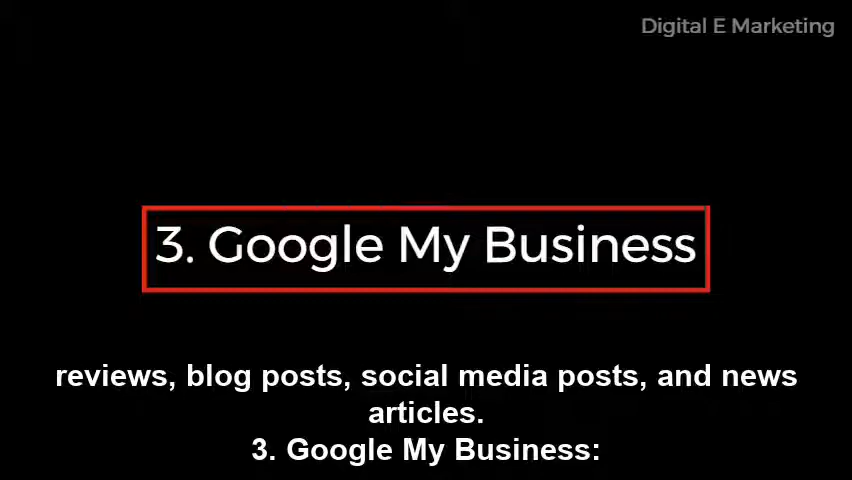 Digital E Marketing
3. Google My Business
reviews, blog posts, social media posts, and news
articles.
3. Google My Business: